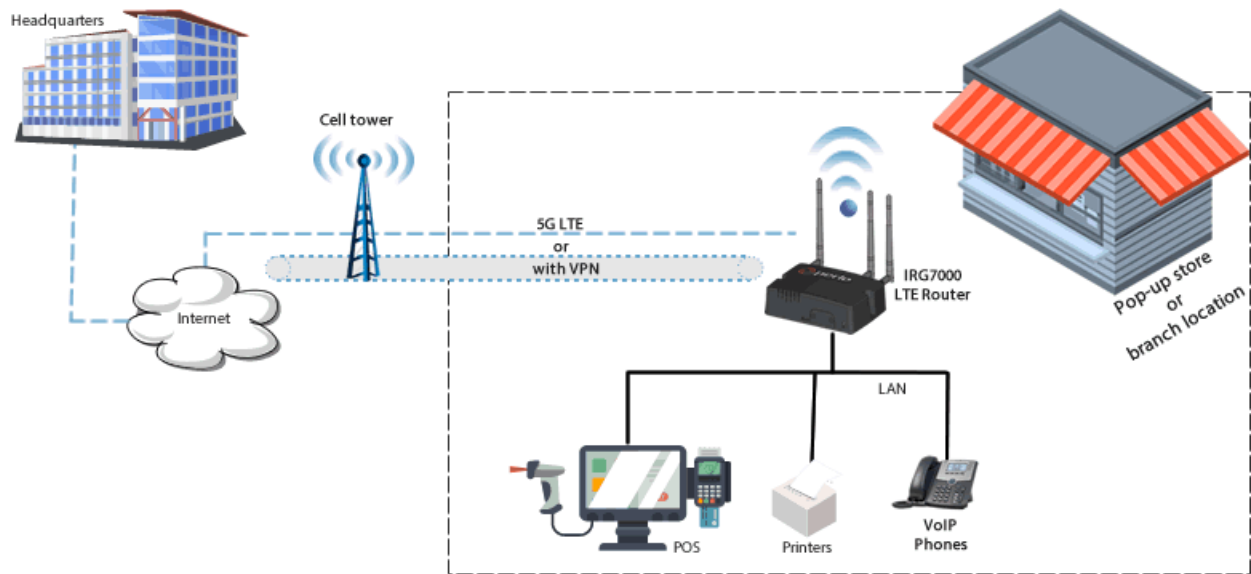 Headquarters
Cell tower
5G LTE
or
with VPN
Internet
perle
IRG7000
LTE Router
Pop-up store
or
branch location
LAN
POS
Printers
VoIP
Phones